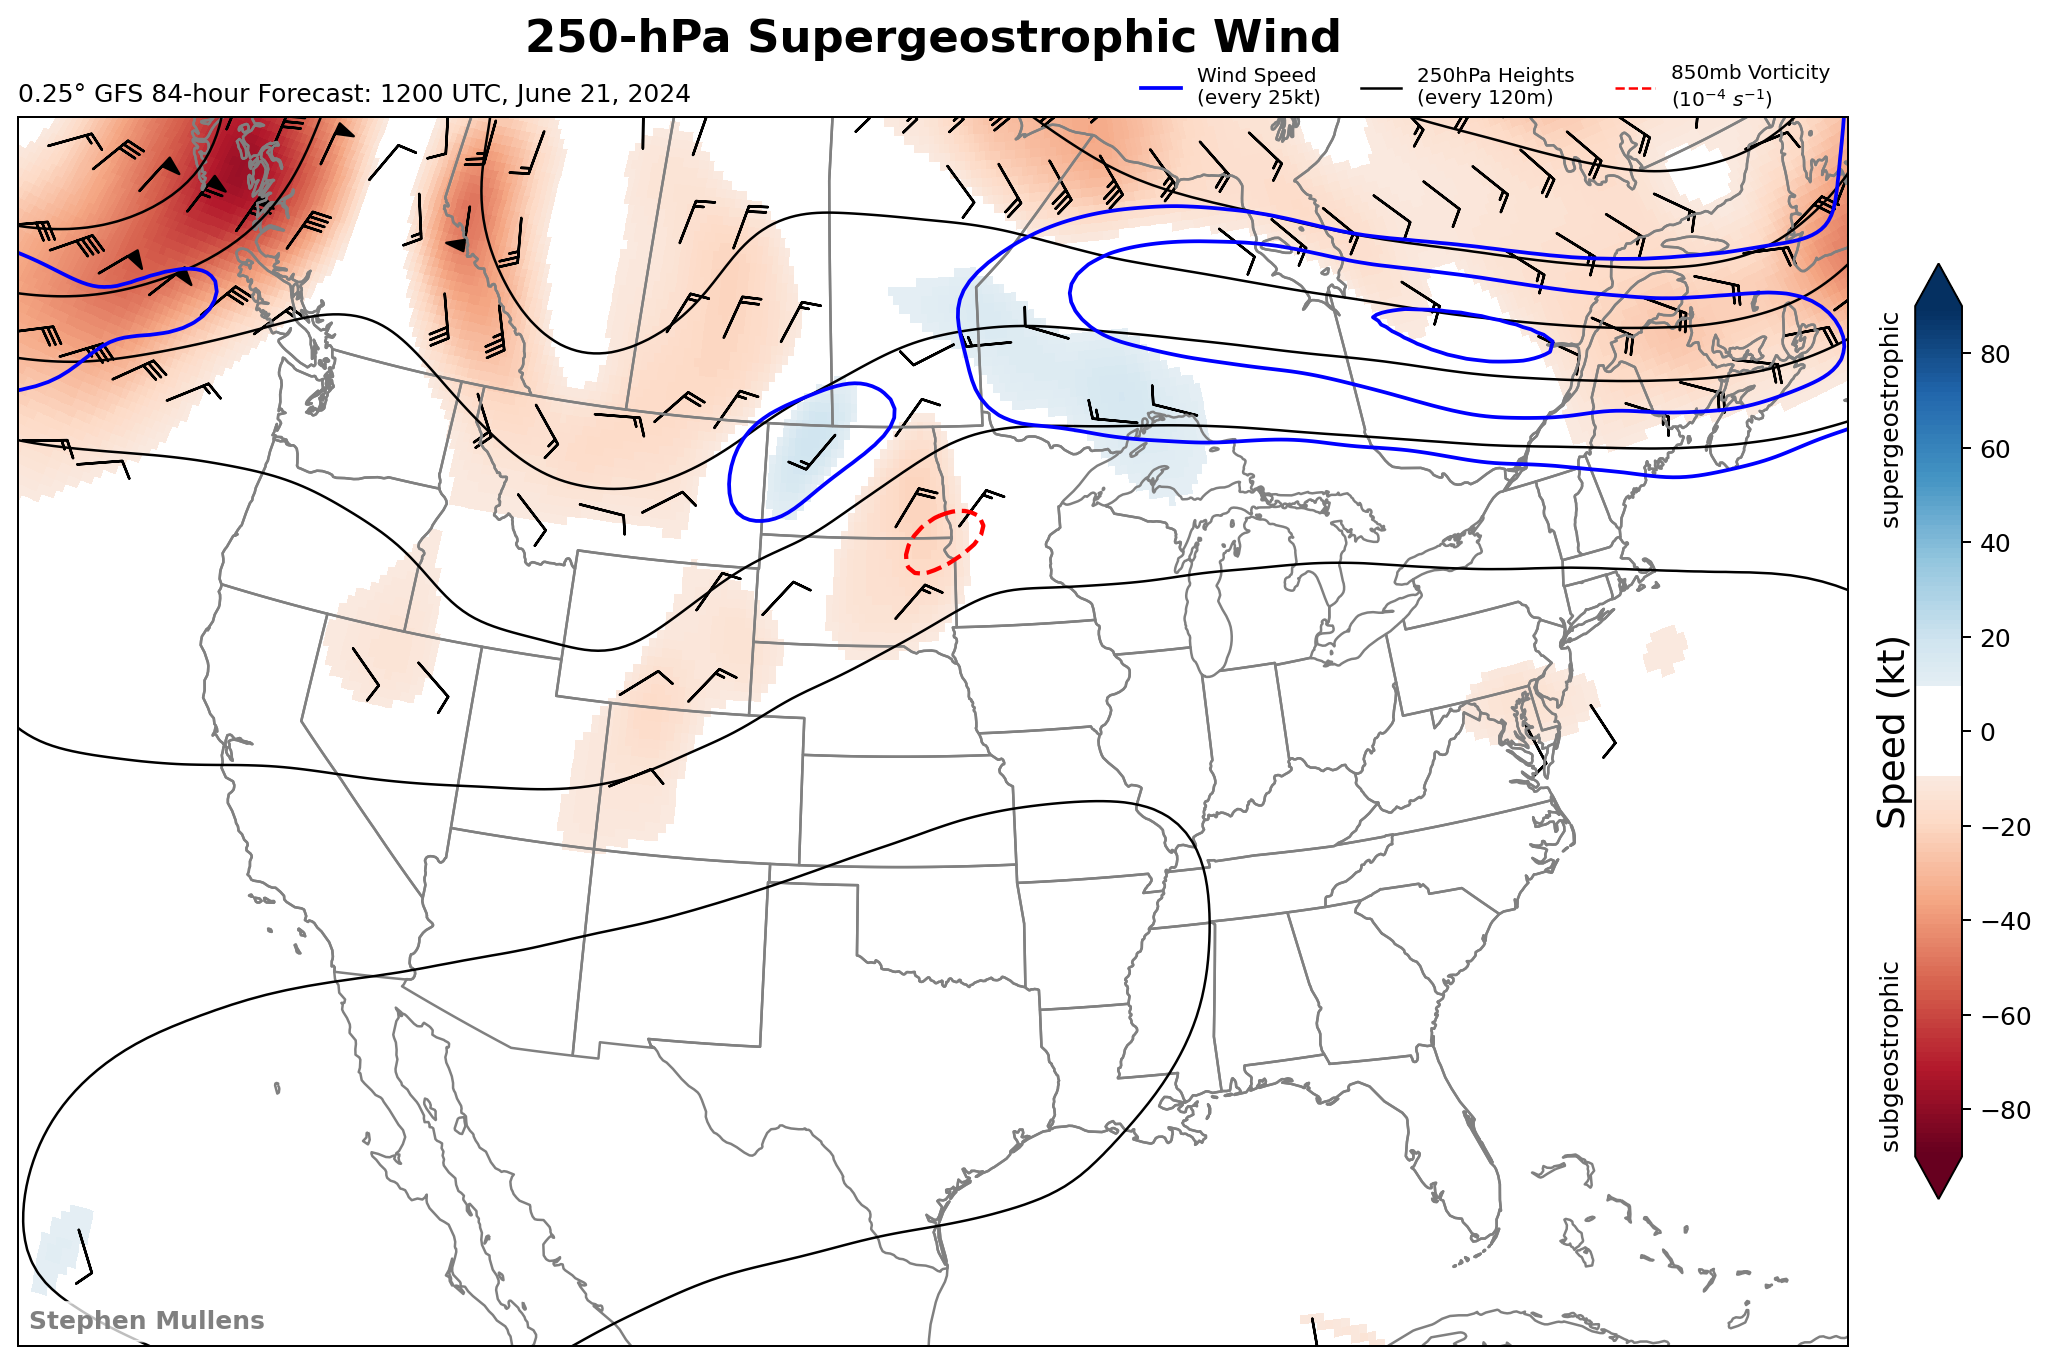 250-hPa Supergeostrophic Wind
0.25° GFS 84-hour Forecast: 1200 UTC, June 21, 2024
Wind Speed
(every 25kt)
250hPa Heights
(every 120m)
850mb Vorticity
(10⁻⁴ s⁻¹)
supergeostrophic
Speed (kt)
subgeostrophic
80
60
40
20
0
−20
−40
−60
−80
Stephen Mullens